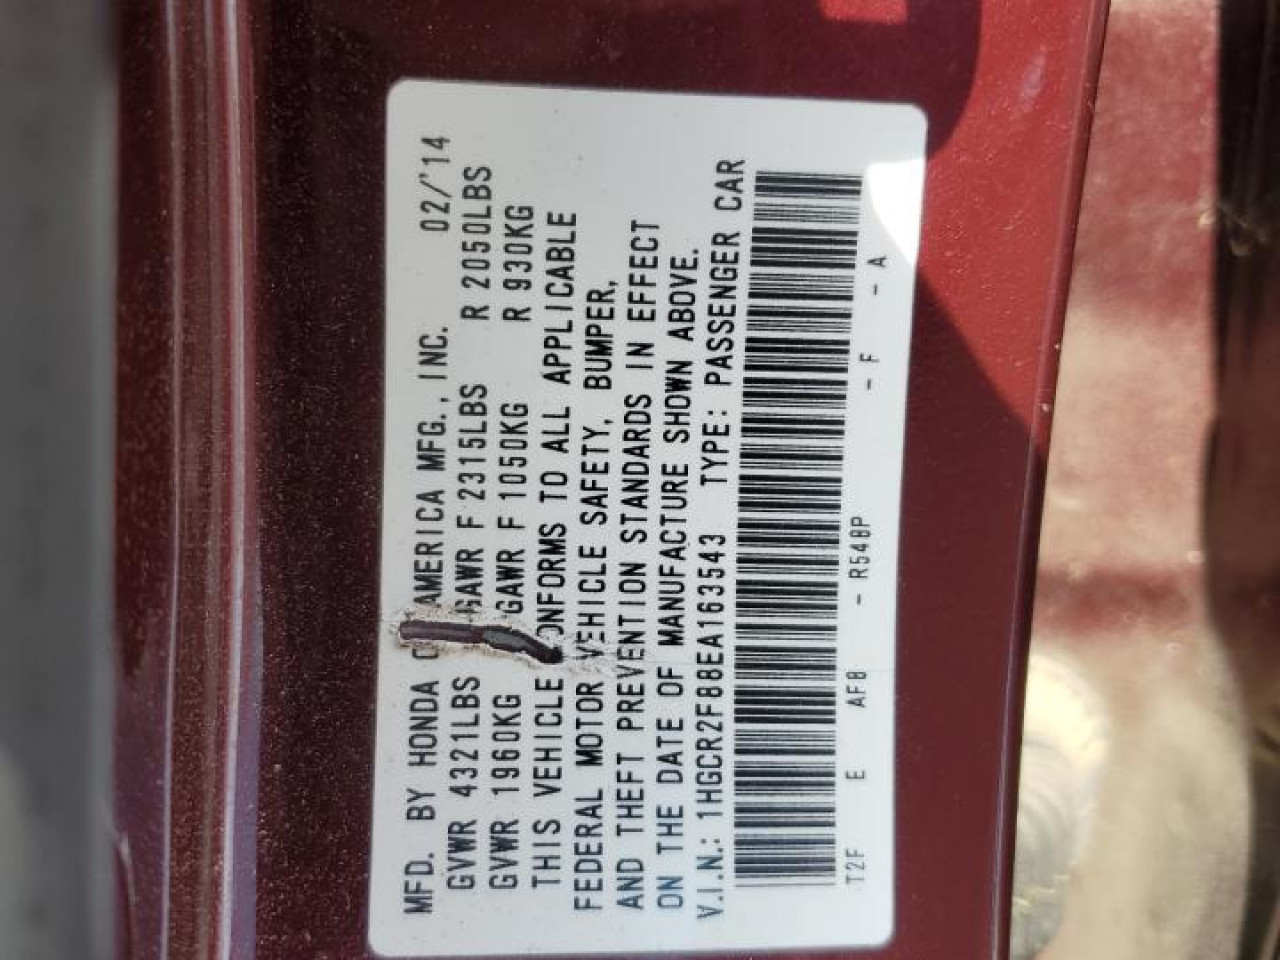 MFD. BY HONDA AMERICA MFG., INC. 02/'14
GVWR 4321LBS GAWR F 2315LBS R 2050LBS
GVWR 1960KG GAWR F 1050KG R 930KG
THIS VEHICLE CONFORMS TO ALL APPLICABLE
FEDERAL MOTOR VEHICLE SAFETY, BUMPER,
AND THEFT PREVENTION STANDARDS IN EFFECT
ON THE DATE OF MANUFACTURE SHOWN ABOVE.
V.I.N.: 1HGCR2F88EA163543 TYPE: PASSENGER CAR
T2F E AF8 - R548P - F - A